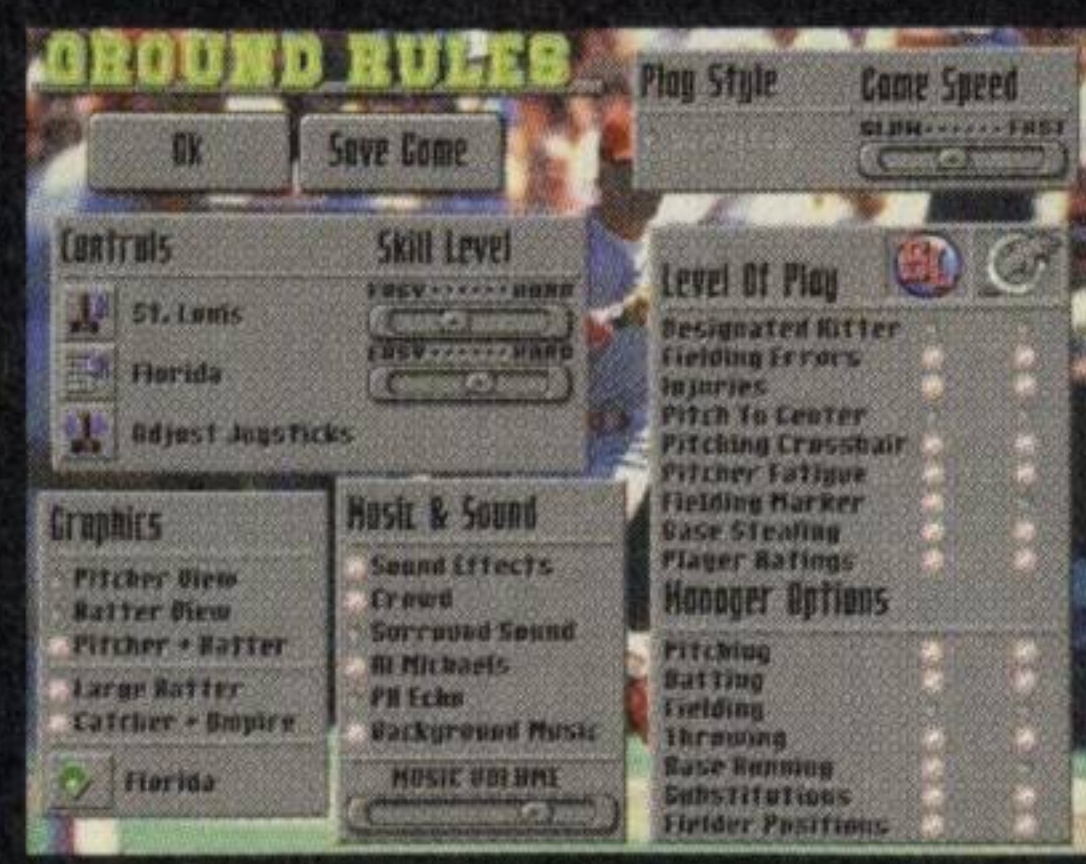 GROUND RULES
Ok
Save Game
Play Style
Game Speed
SLOW FAST
Controls
Skill Level
EASY HARD
St. Louis
EASY HARD
Florida
Adjust Joysticks
Level Of Play
Designated Hitter
Fielding Errors
Injuries
Pitch To Center
Pitching Crosshair
Pitcher Fatigue
Fielding Marker
Base Stealing
Player Ratings
Manager Options
Pitching
Batting
Fielding
Throwing
Base Running
Substitutions
Fielder Positions
Graphics
Pitcher View
Batter View
Pitcher + Batter
Large Batter
Catcher + Umpire
Florida
Music & Sound
Sound Effects
Crowd
Surround Sound
Al Michaels
PA Echo
Background Music
MUSIC VOLUME